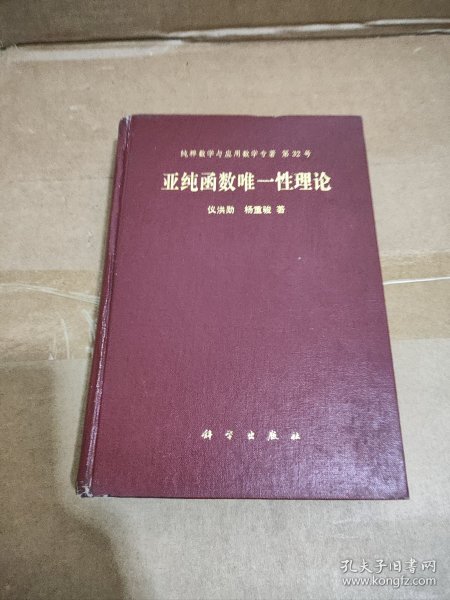 纯粹数学与应用数学专著 第32号
亚纯函数唯一性理论
仪洪勋 杨重骏 著
科学出版社
孔夫子旧书网
www.kongfz.com